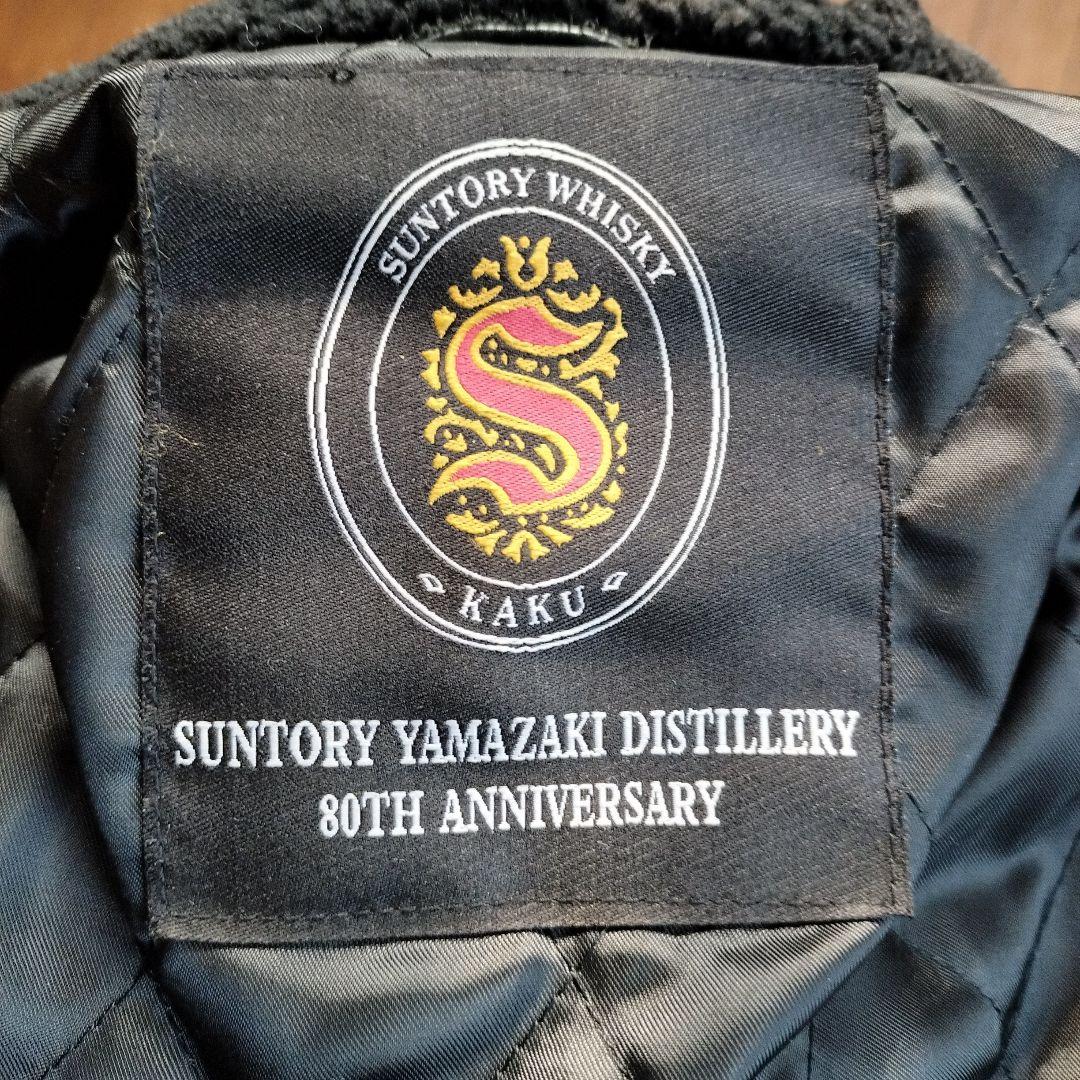 SUNTORY WHISKY
S
KAKU
SUNTORY YAMAZAKI DISTILLERY
80TH ANNIVERSARY